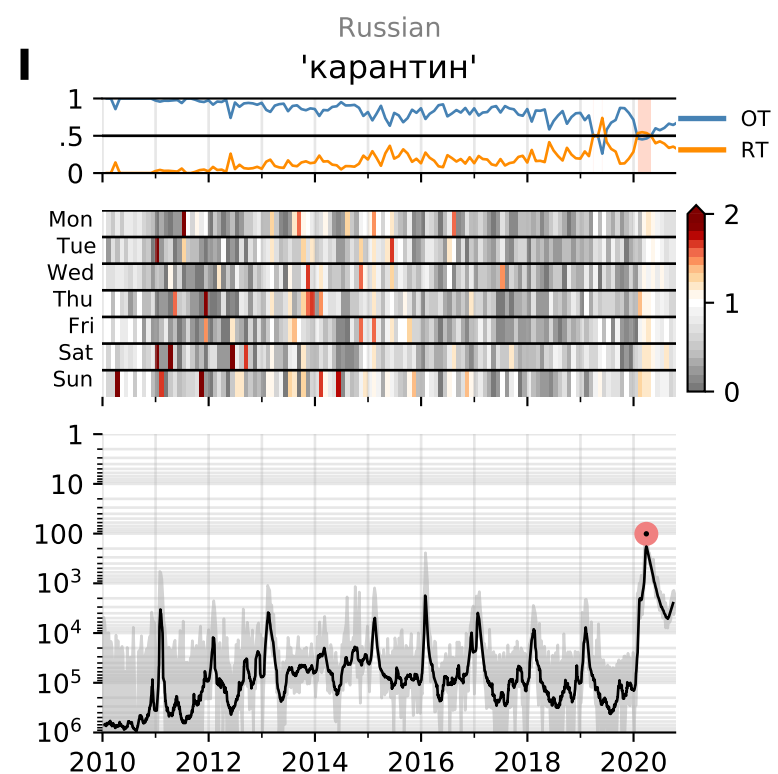 Russian
I
'карантин'
1
.5
0
OT
RT
Mon
Tue
Wed
Thu
Fri
Sat
Sun
2
1
0
1
10
100
10³
10⁴
10⁵
10⁶
2010 2012 2014 2016 2018 2020